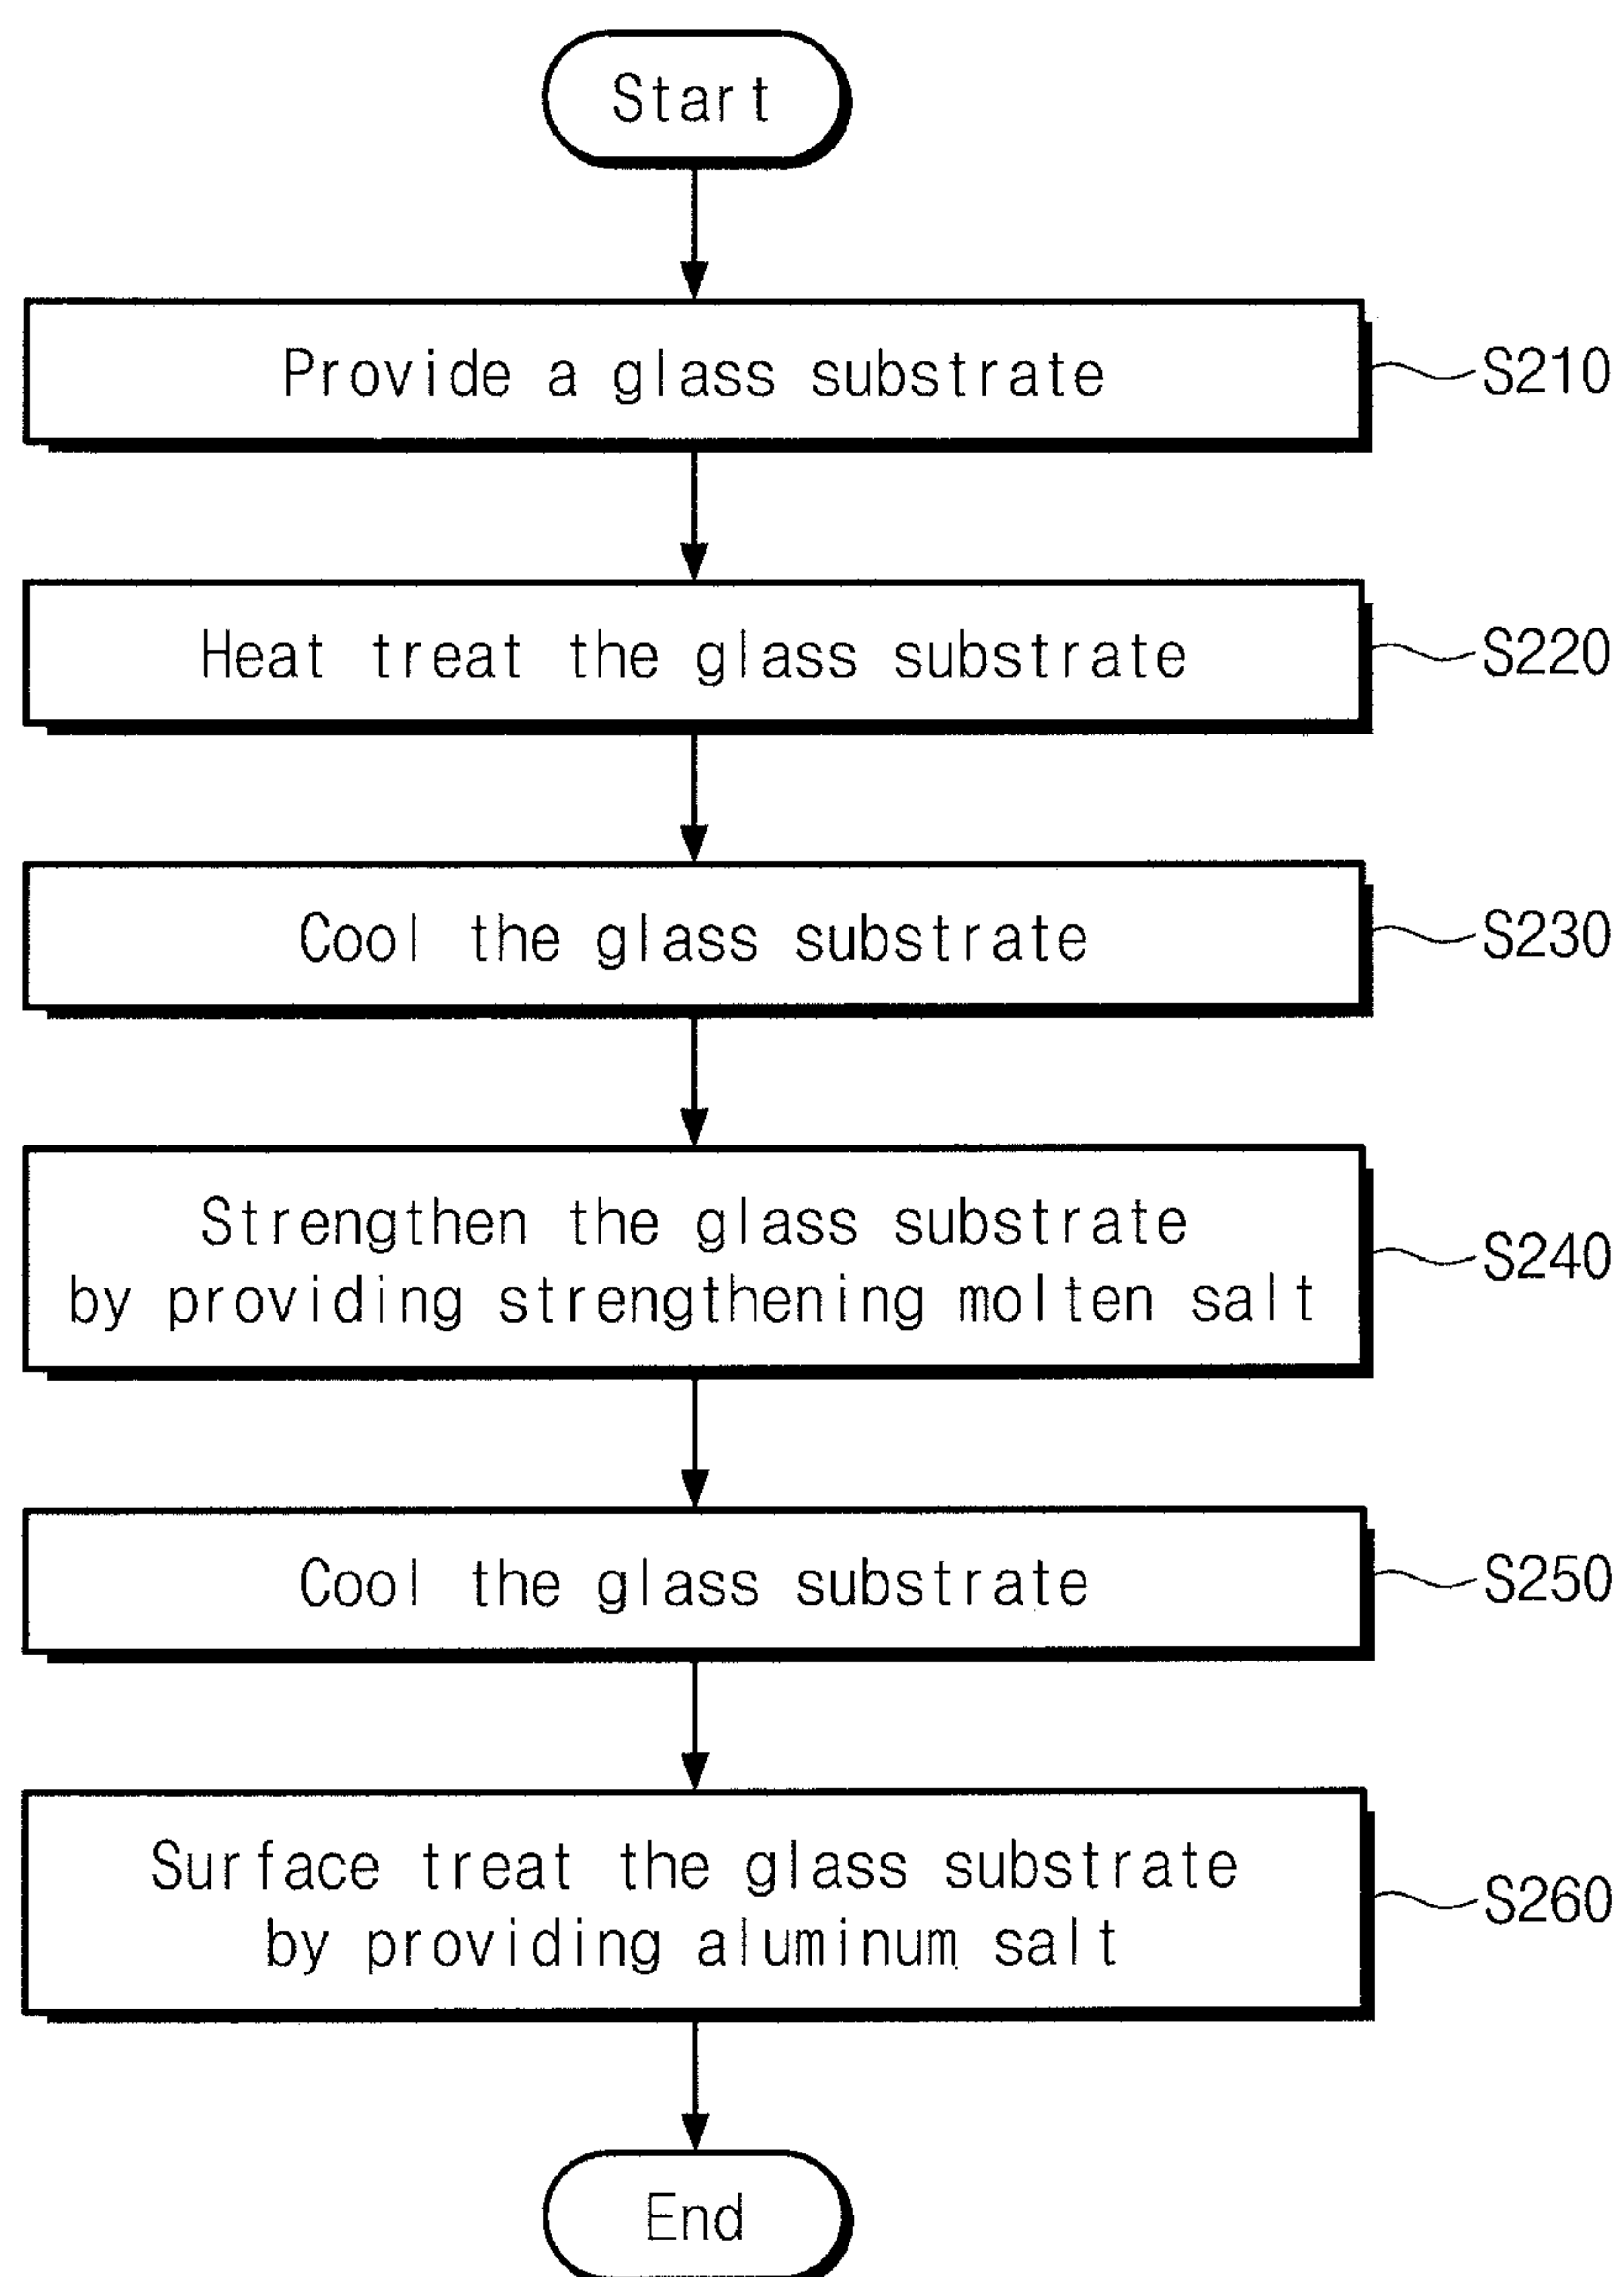 Start
Provide a glass substrate
S210
Heat treat the glass substrate
S220
Cool the glass substrate
S230
Strengthen the glass substrate
by providing strengthening molten salt
S240
Cool the glass substrate
S250
Surface treat the glass substrate
by providing aluminum salt
S260
End